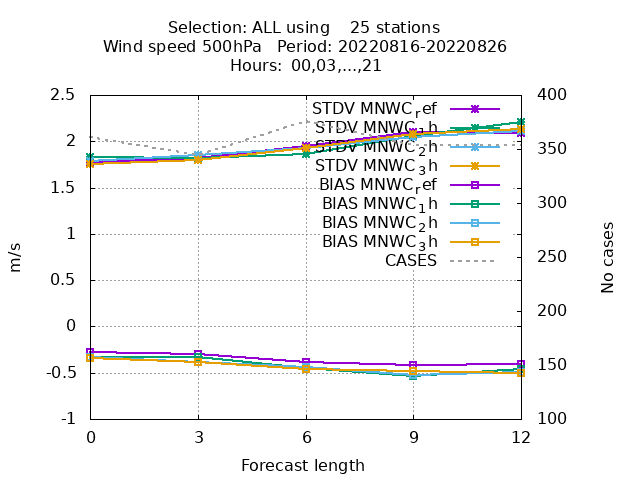 Selection: ALL using    25 stations
Wind speed 500hPa   Period: 20220816-20220826
Hours:  00,03,...,21
2.5
2
1.5
1
0.5
0
-0.5
-1
400
350
300
250
200
150
100
0
3
6
9
12
m/s
No cases
Forecast length
STDV MNWC_ref
STDV MNWC_1h
STDV MNWC_2h
STDV MNWC_3h
BIAS MNWC_ref
BIAS MNWC_1h
BIAS MNWC_2h
BIAS MNWC_3h
CASES